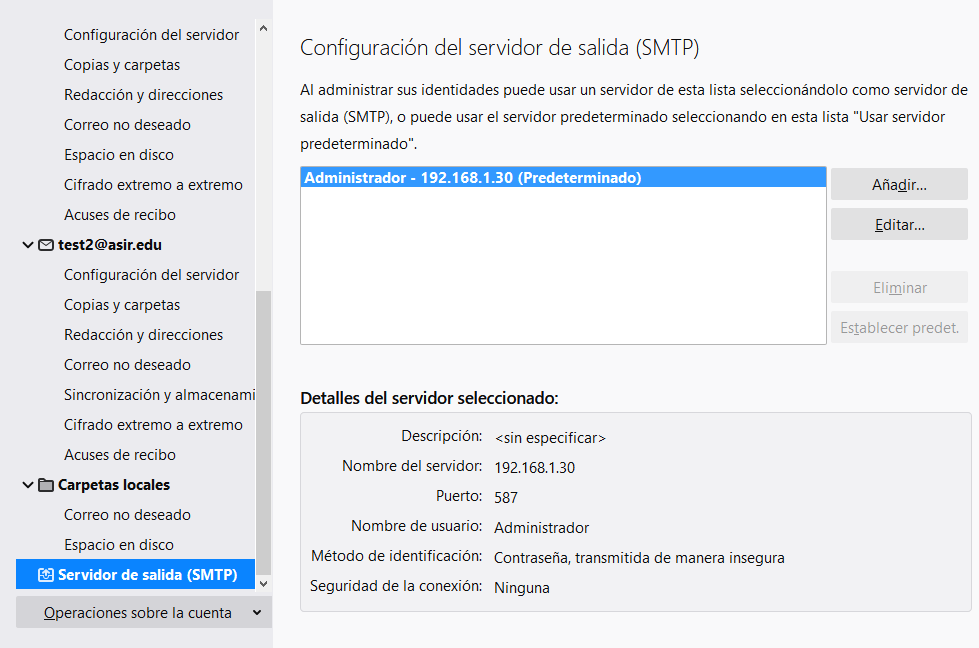 Configuración del servidor
Copias y carpetas
Redacción y direcciones
Correo no deseado
Espacio en disco
Cifrado extremo a extremo
Acuses de recibo
test2@asir.edu
Configuración del servidor
Copias y carpetas
Redacción y direcciones
Correo no deseado
Sincronización y almacenami
Cifrado extremo a extremo
Acuses de recibo
Carpetas locales
Correo no deseado
Espacio en disco
Servidor de salida (SMTP)
Operaciones sobre la cuenta
Configuración del servidor de salida (SMTP)
Al administrar sus identidades puede usar un servidor de esta lista seleccionándolo como servidor de
salida (SMTP), o puede usar el servidor predeterminado seleccionando en esta lista "Usar servidor
predeterminado".
Administrador - 192.168.1.30 (Predeterminado)
Añadir...
Editar...
Eliminar
Establecer predet.
Detalles del servidor seleccionado:
Descripción: <sin especificar>
Nombre del servidor: 192.168.1.30
Puerto: 587
Nombre de usuario: Administrador
Método de identificación: Contraseña, transmitida de manera insegura
Seguridad de la conexión: Ninguna